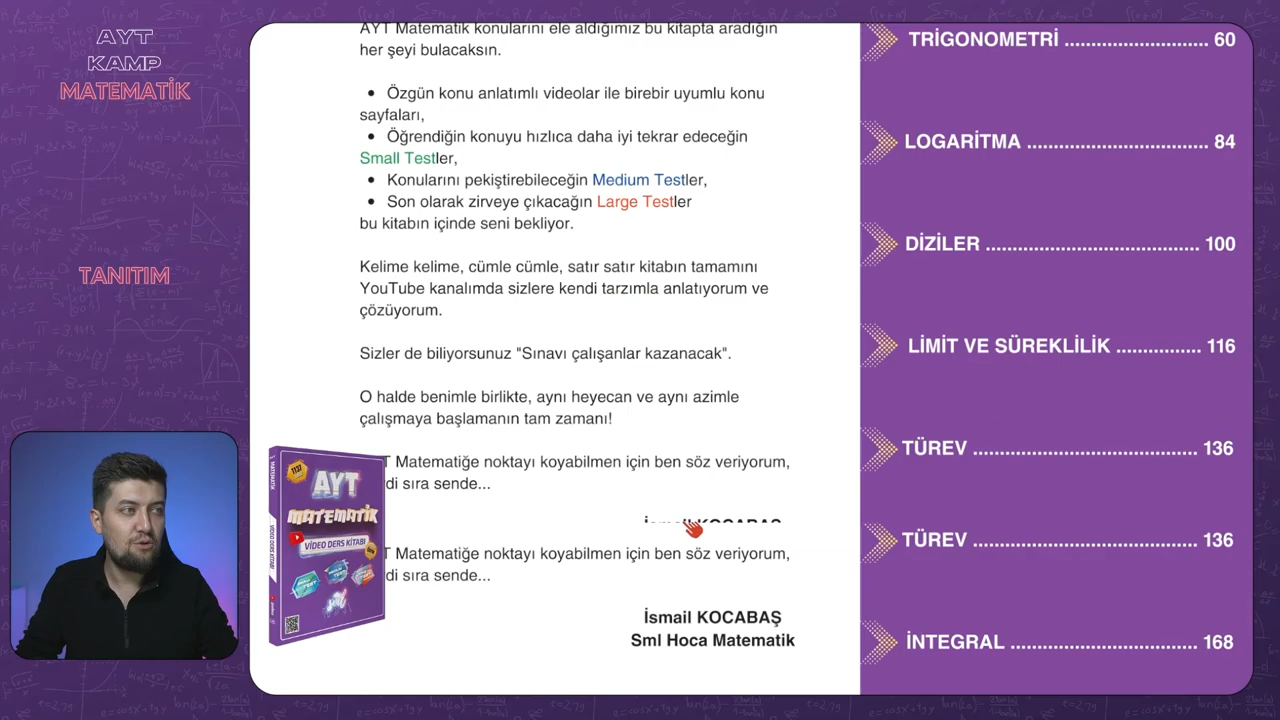 AYT
KAMP
MATEMATİK
TANITIM
AYT Matematik konularını ele aldığımız bu kitapta aradığın
her şeyi bulacaksın.
• Özgün konu anlatımlı videolar ile birebir uyumlu konu
sayfaları,
• Öğrendiğin konuyu hızlıca daha iyi tekrar edeceğin
Small Testler,
• Konularını pekiştirebileceğin Medium Testler,
• Son olarak zirveye çıkacağın Large Testler
bu kitabın içinde seni bekliyor.
Kelime kelime, cümle cümle, satır satır kitabın tamamını
YouTube kanalımda sizlere kendi tarzımla anlatıyorum ve
çözüyorum.
Sizler de biliyorsunuz "Sınavı çalışanlar kazanacak".
O halde benimle birlikte, aynı heyecan ve aynı azimle
çalışmaya başlamanın tam zamanı!
T Matematiğe noktayı koyabilmen için ben söz veriyorum,
di sıra sende...
İsmail KOCABAŞ
T Matematiğe noktayı koyabilmen için ben söz veriyorum,
di sıra sende...
İsmail KOCABAŞ
Sml Hoca Matematik
AYT
MATEMATİK
VİDEO DERS KİTABI
TRİGONOMETRİ .............................. 60
LOGARİTMA ..................................... 84
DİZİLER ........................................... 100
LİMİT VE SÜREKLİLİK ................. 116
TÜREV .............................................. 136
TÜREV .............................................. 136
İNTEGRAL ...................................... 168